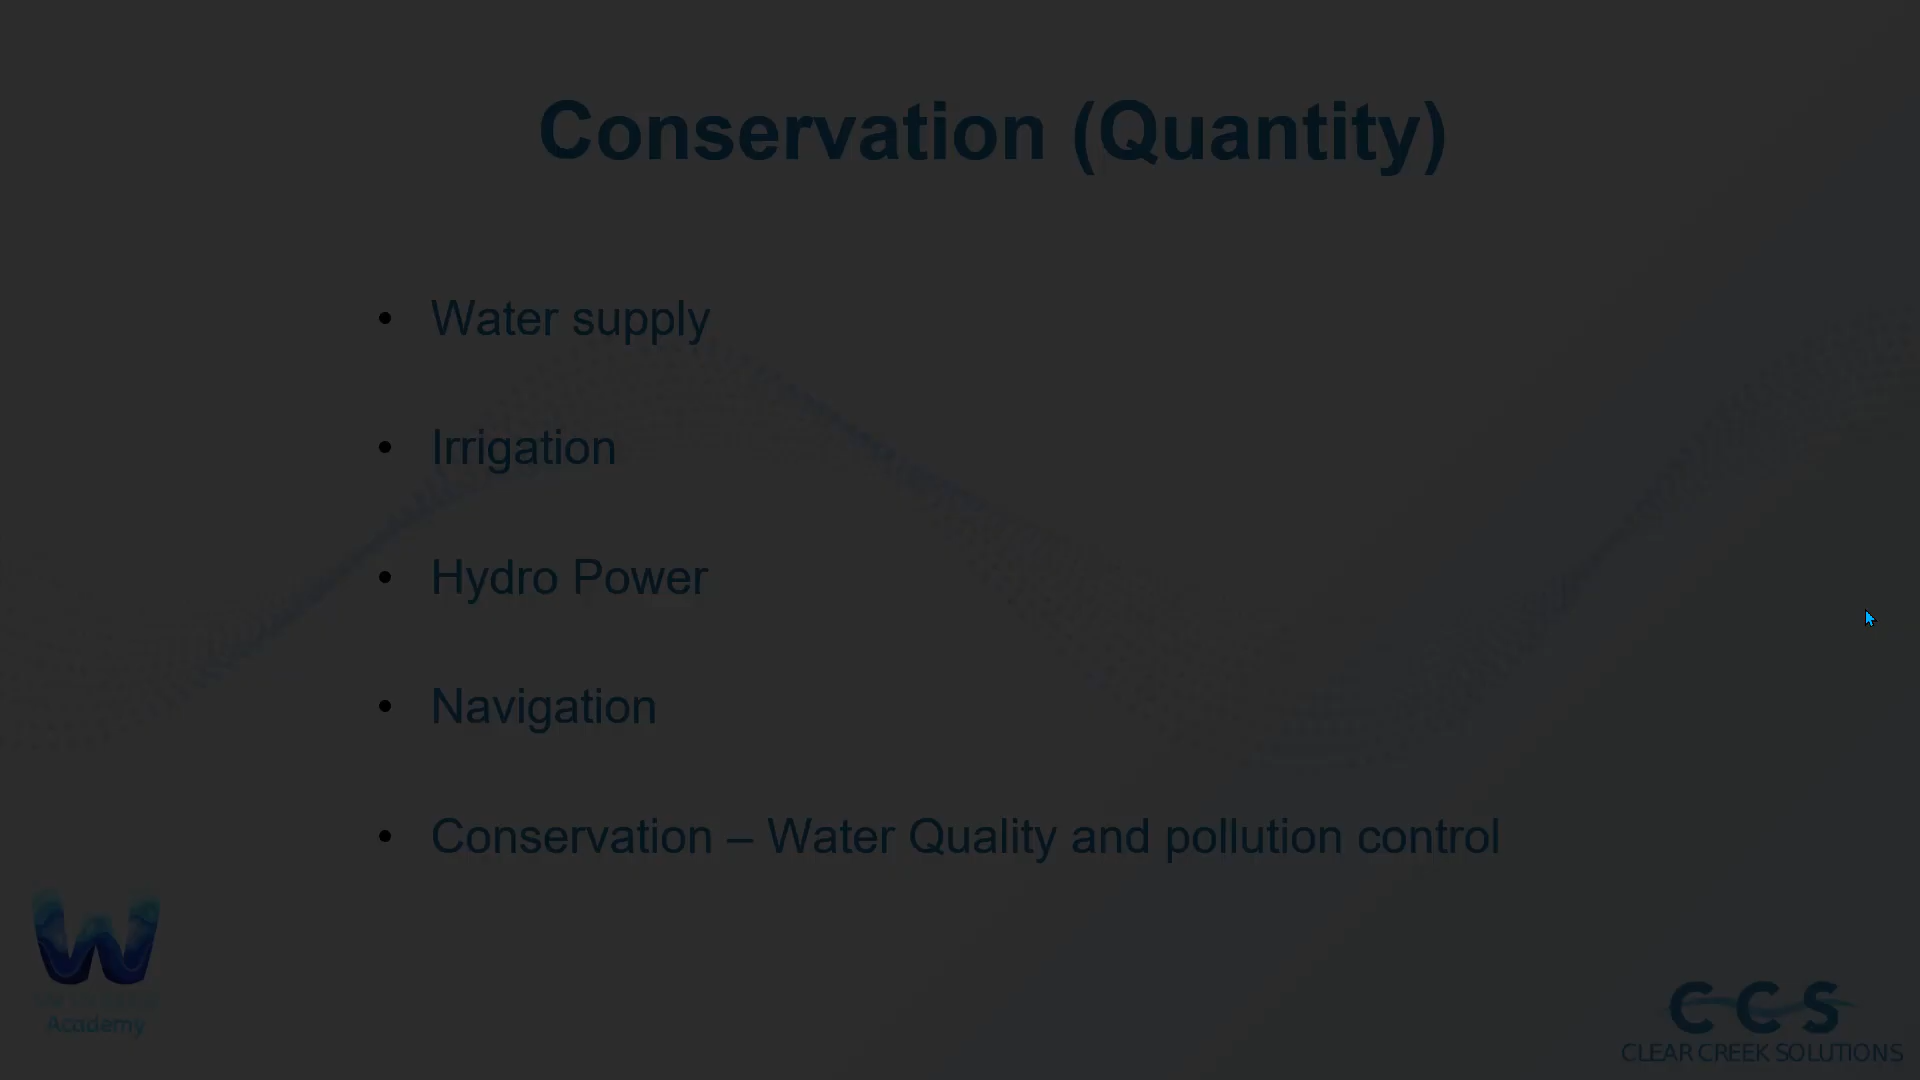 Conservation (Quantity)
• Water supply
• Irrigation
• Hydro Power
• Navigation
• Conservation – Water Quality and pollution control
Academy
CCS
CLEAR CREEK SOLUTIONS